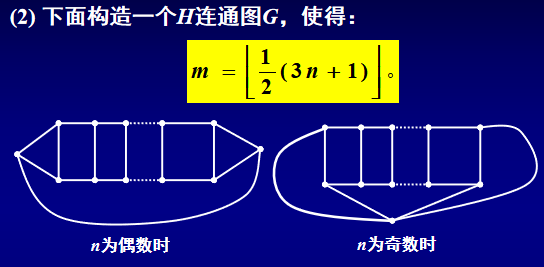 (2) 下面构造一个H连通图G，使得：
m = ⌊ 1/2 (3n + 1) ⌋。
n为偶数时 n为奇数时